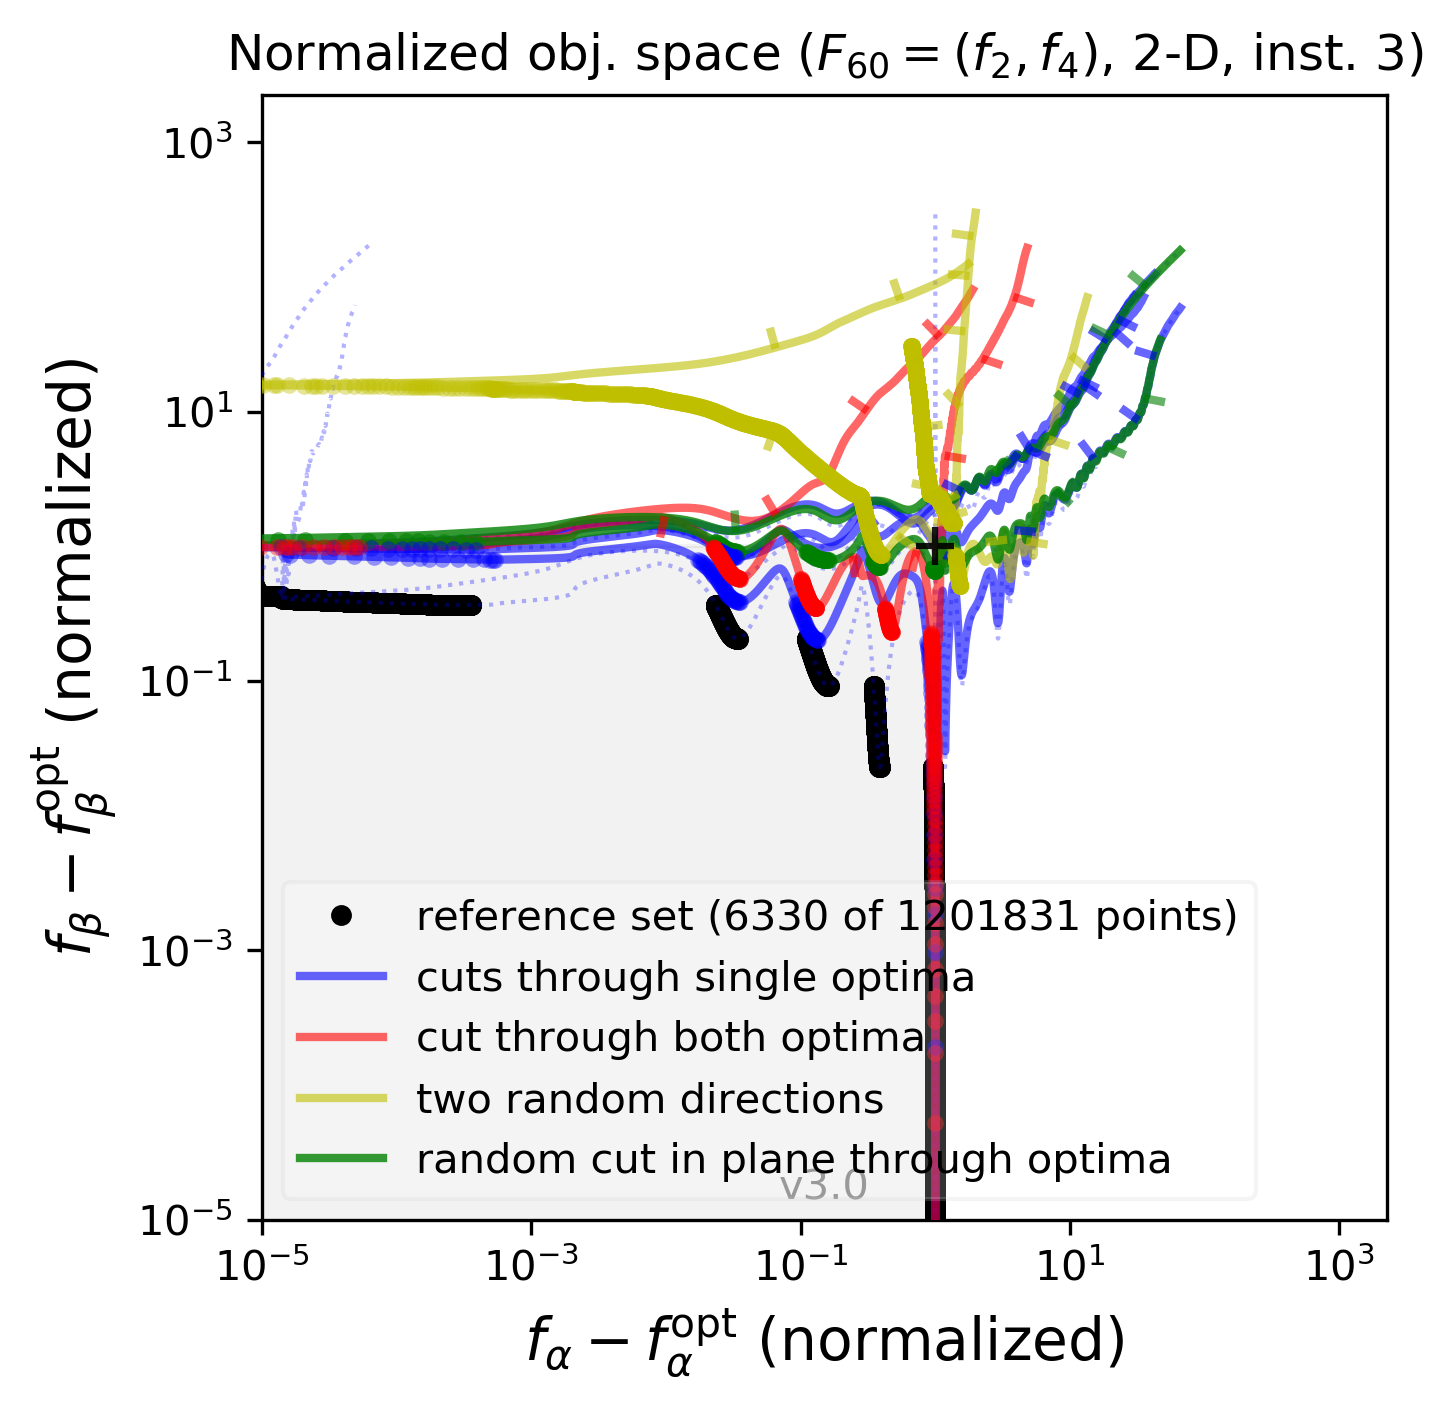 Normalized obj. space (F₆₀ = (f₂, f₄), 2-D, inst. 3)
10³
10¹
10⁻¹
10⁻³
10⁻⁵
f_β − f_β^opt (normalized)
reference set (6330 of 1201831 points)
cuts through single optima
cut through both optima
two random directions
random cut in plane through optima
v3.0
10⁻⁵ 10⁻³ 10⁻¹ 10¹ 10³
f_α − f_α^opt (normalized)